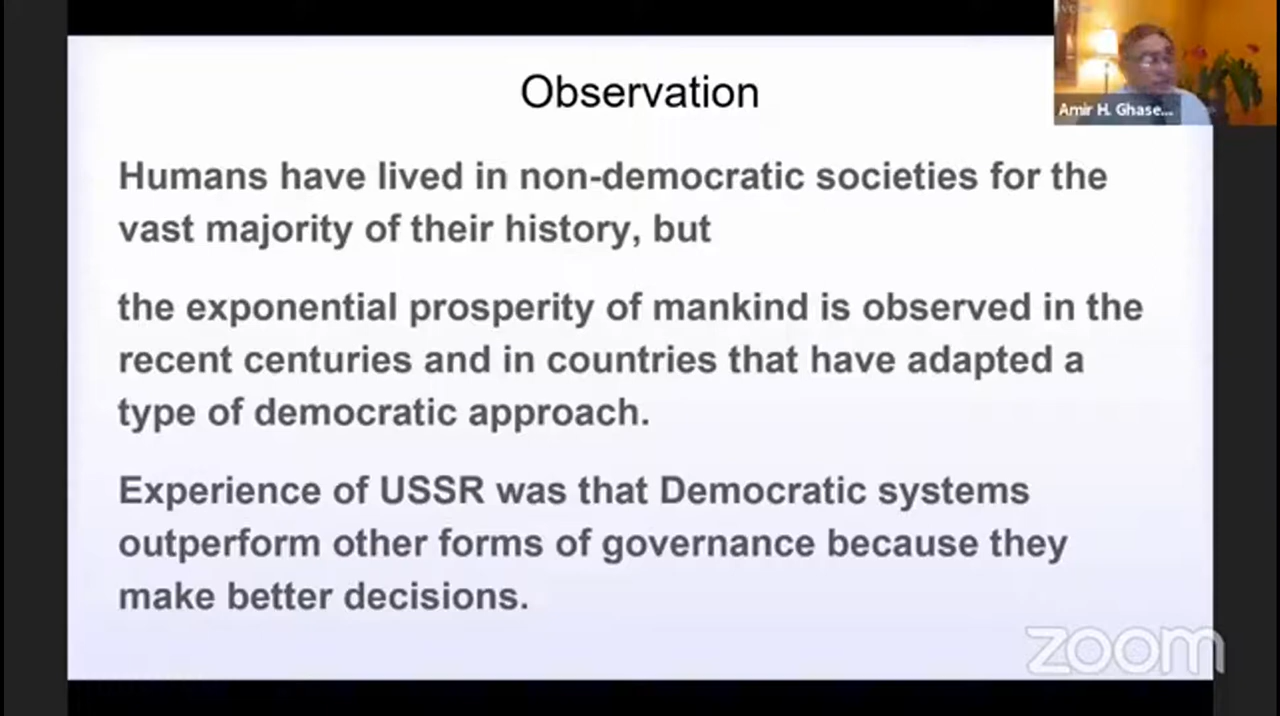 Observation
Amir H. Ghase...
Humans have lived in non-democratic societies for the
vast majority of their history, but
the exponential prosperity of mankind is observed in the
recent centuries and in countries that have adapted a
type of democratic approach.
Experience of USSR was that Democratic systems
outperform other forms of governance because they
make better decisions.
zoom